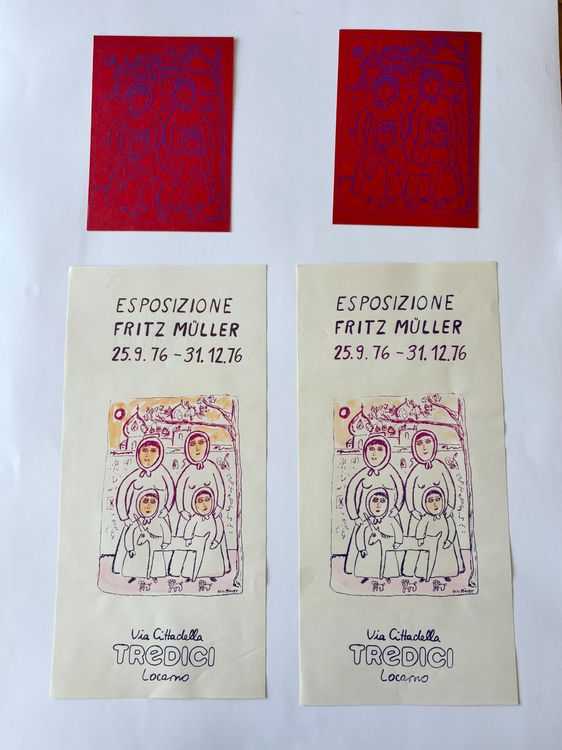 ESPOSIZIONE
FRITZ MÜLLER
25.9.76 – 31.12.76
Via Cittadella
TREDICI
Locarno
ESPOSIZIONE
FRITZ MÜLLER
25.9.76 – 31.12.76
Via Cittadella
TREDICI
Locarno